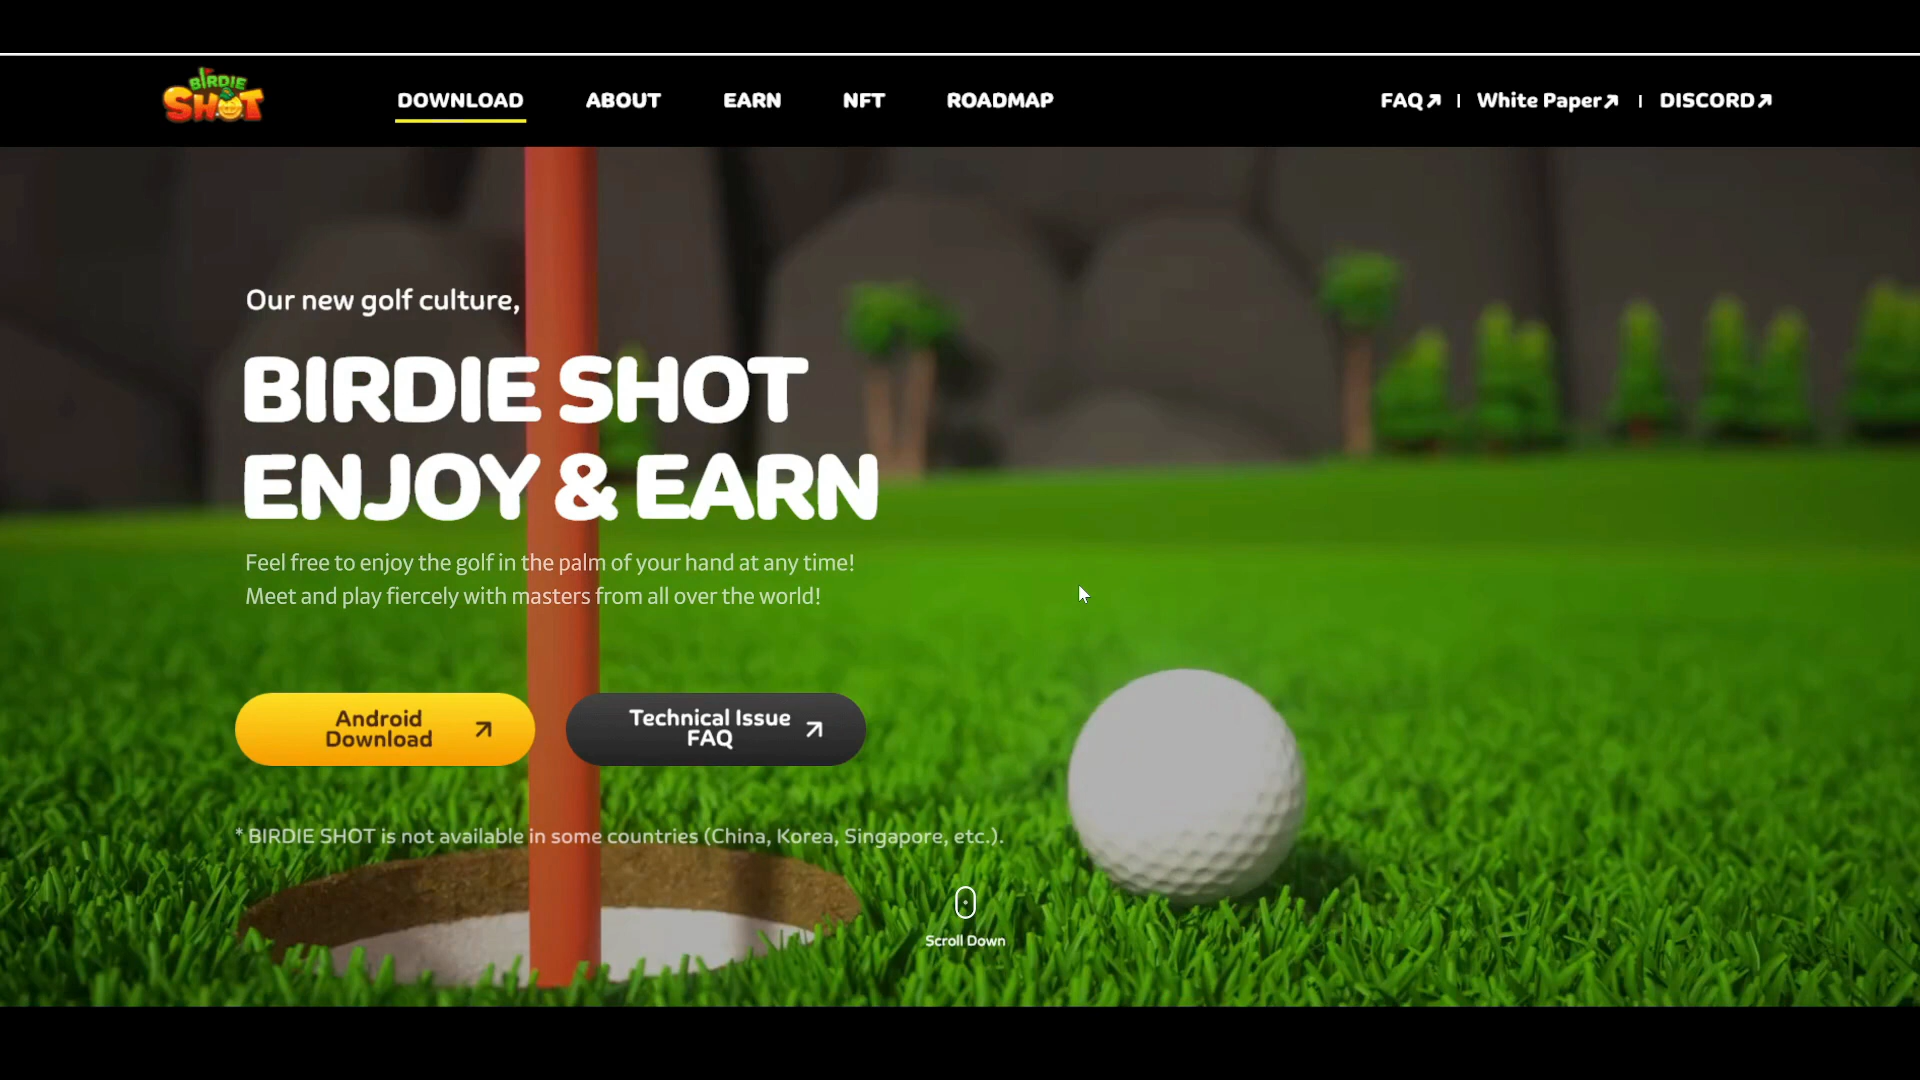 BIRDIE
SHOT
DOWNLOAD ABOUT EARN NFT ROADMAP FAQ | White Paper | DISCORD
Our new golf culture,
BIRDIE SHOT
ENJOY & EARN
Feel free to enjoy the golf in the palm of your hand at any time!
Meet and play fiercely with masters from all over the world!
Android
Download
Technical Issue
FAQ
* BIRDIE SHOT is not available in some countries (China, Korea, Singapore, etc.).
Scroll Down